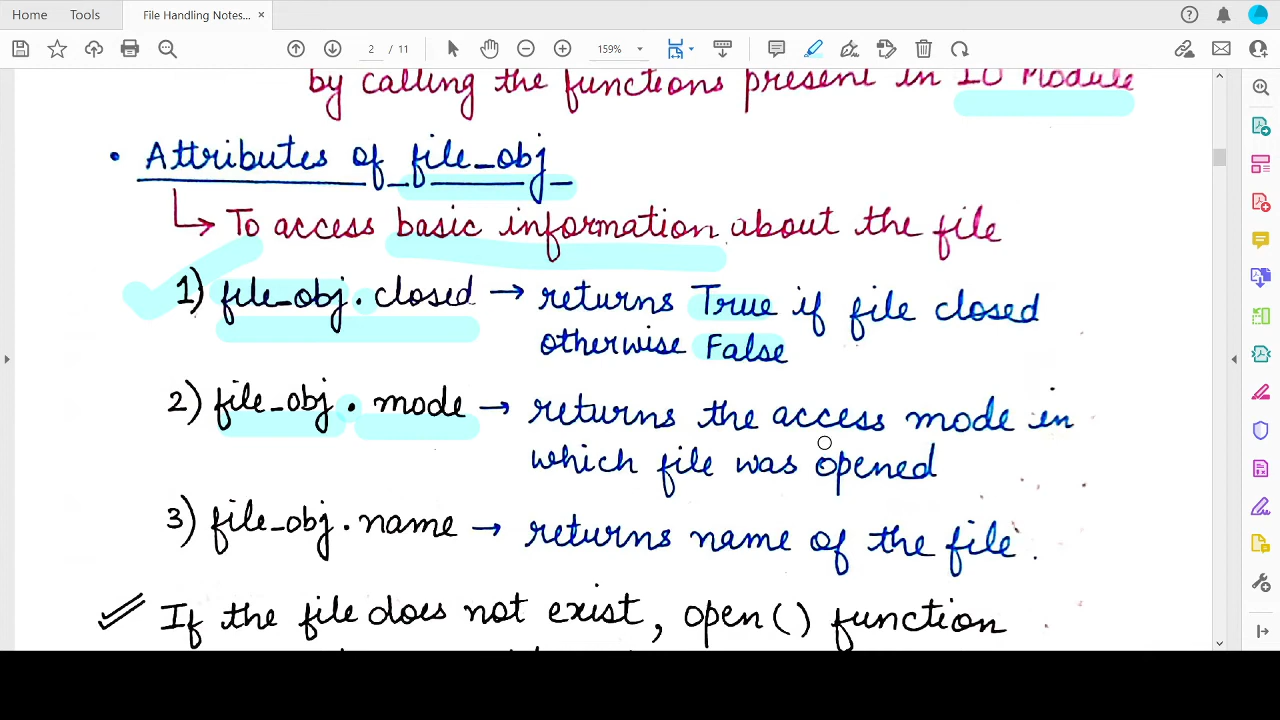 Home Tools File Handling Notes... ×
2 / 11 159%
by calling the functions present in IO Module
• Attributes of file_obj
↳ To access basic information about the file
1) file_obj.closed → returns True if file closed
otherwise False
2) file_obj.mode → returns the access mode in
which file was opened
3) file_obj.name → returns name of the file.
If the file does not exist, open() function